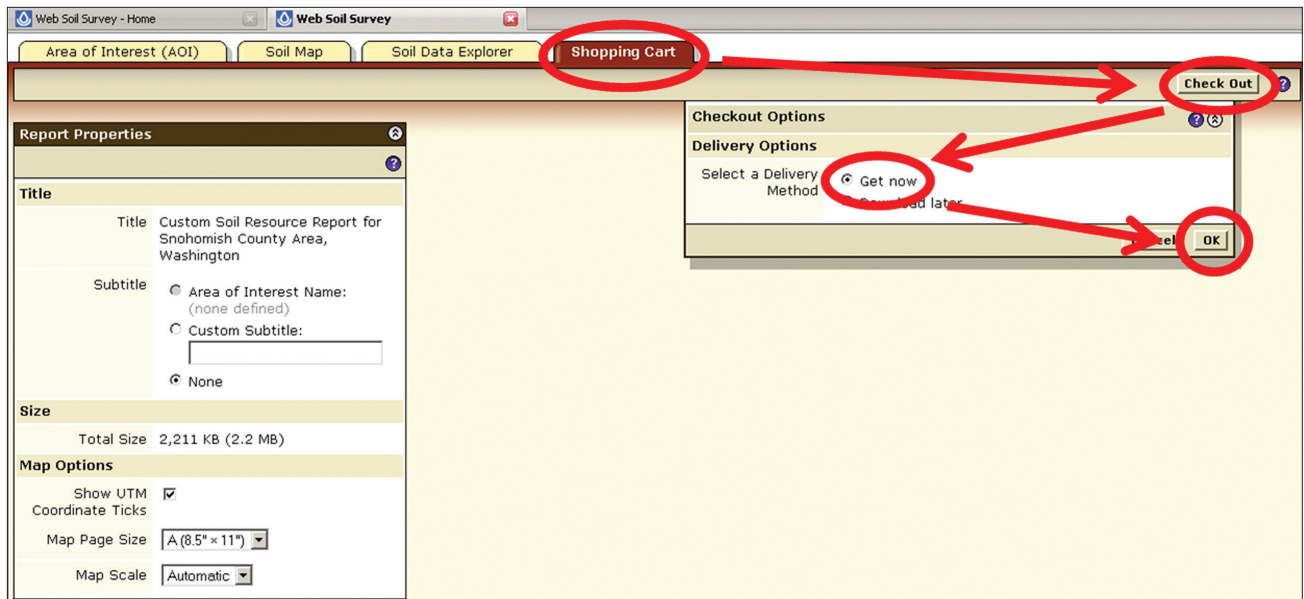 Web Soil Survey - Home
Web Soil Survey
Area of Interest (AOI)
Soil Map
Soil Data Explorer
Shopping Cart
Check Out
Report Properties
Title
Title
Custom Soil Resource Report for
Snohomish County Area,
Washington
Subtitle
Area of Interest Name:
(none defined)
Custom Subtitle:
None
Size
Total Size
2,211 KB (2.2 MB)
Map Options
Show UTM
Coordinate Ticks
Map Page Size
A (8.5" × 11")
Map Scale
Automatic
Checkout Options
Delivery Options
Select a Delivery
Method
Get now
later
OK